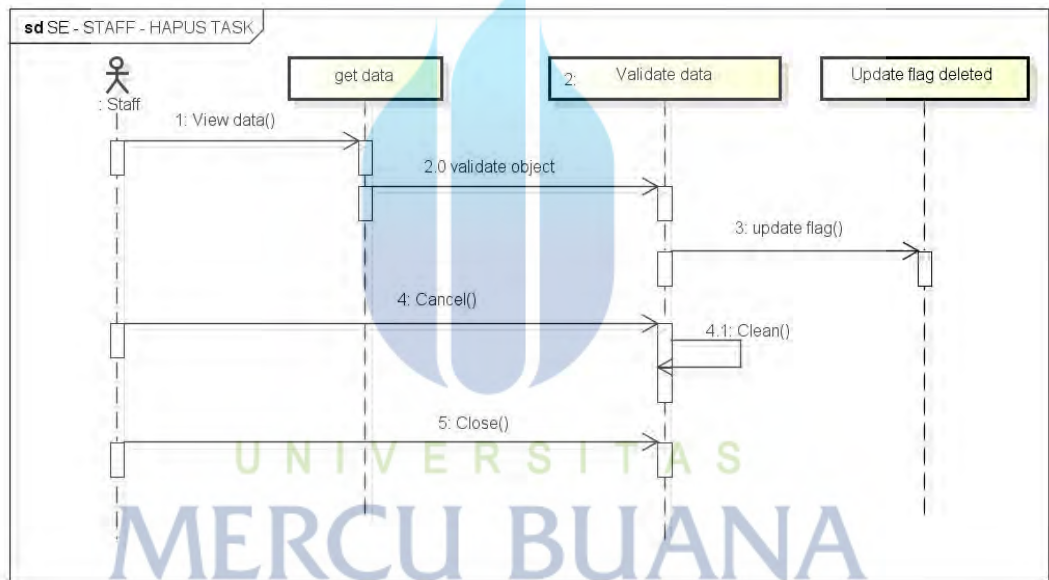 sd SE - STAFF - HAPUS TASK
: Staff
get data
2: Validate data
Update flag deleted
1: View data()
2.0 validate object
3: update flag()
4: Cancel()
4.1: Clean()
5: Close()
UNIVERSITAS
MERCU BUANA